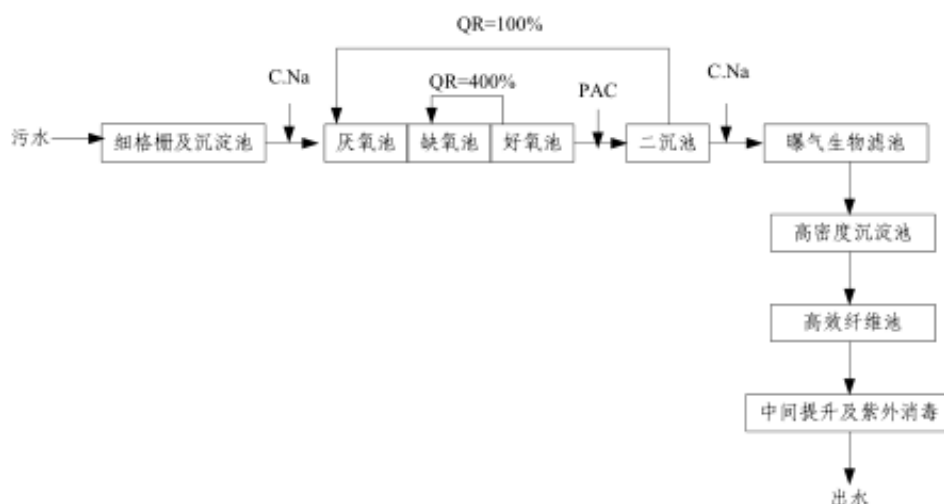 QR=100%
C.Na
QR=400%
PAC
C.Na
污水
细格栅及沉淀池
厌氧池
缺氧池
好氧池
二沉池
曝气生物滤池
高密度沉淀池
高效纤维池
中间提升及紫外消毒
出水